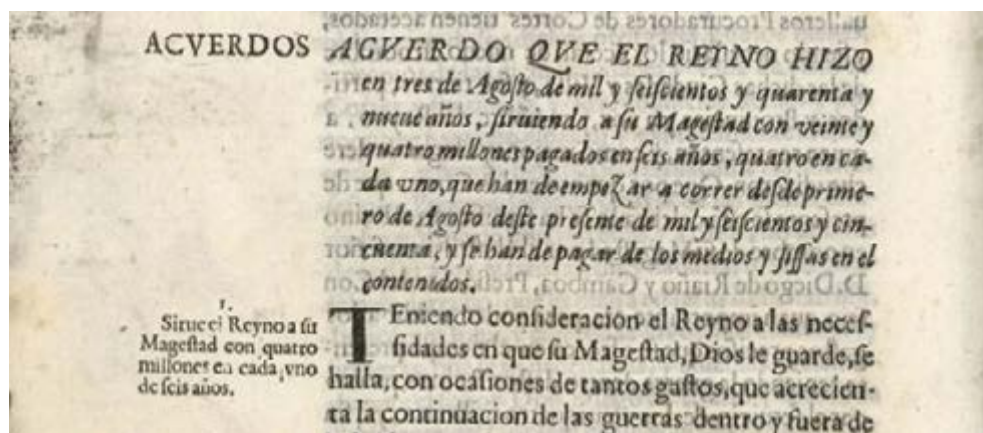 ACVERDOS
ACVERDO QVE EL REYNO HIZO
en tres de Agosto de mil y seiscientos y quarenta y
nueue años, siruiendo a su Magestad con veinte y
quatro millones pagados en seis años, quatro en ca-
da vno, que han de empezar a correr desde prime-
ro de Agosto deste presente de mil y seiscientos y cin-
cuenta, y se han de pagar de los medios y sissas en el
contenidos.
1.
Sirue el Reyno a su
Magestad con quatro
millones en cada vno
de seis años.
TEniendo consideracion el Reyno a las neces-
sidades en que su Magestad, Dios le guarde, se
halla, con ocasiones de tantos gastos, que acrecien-
ta la continuacion de las guerras dentro y fuera de